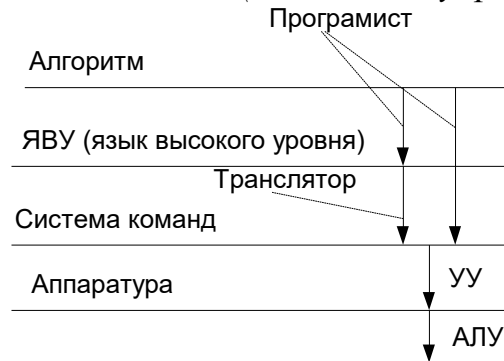 Програмист
Алгоритм
ЯВУ (язык высокого уровня)
Транслятор
Система команд
Аппаратура
УУ
АЛУ